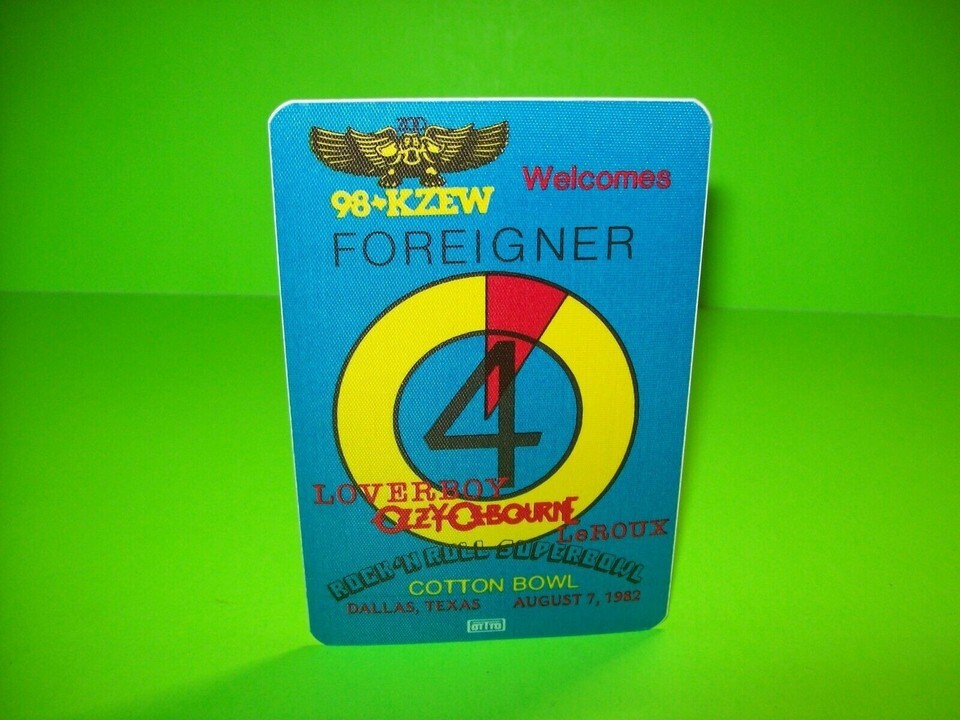 ZOO
98 KZEW
Welcomes
FOREIGNER
4
LOVERBOY
OZZY OSBOURNE
LeROUX
ROCK 'N ROLL SUPERBOWL
COTTON BOWL
DALLAS, TEXAS AUGUST 7, 1982
OTTO